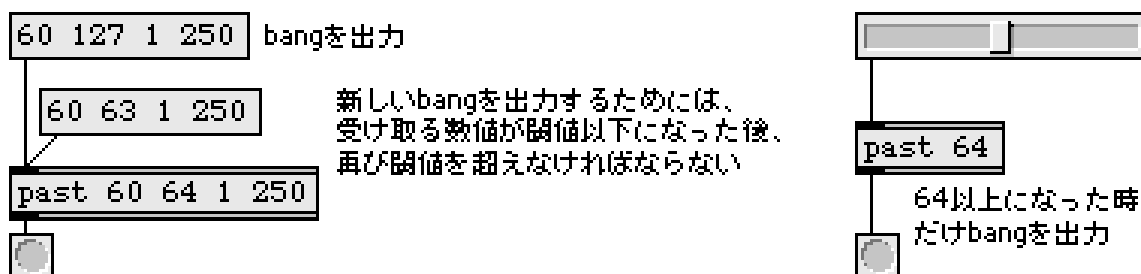 60 127 1 250
bangを出力
60 63 1 250
新しいbangを出力するためには、
受け取る数値が閾値以下になった後、
再び閾値を超えなければならない
past 60 64 1 250
past 64
64以上になった時
だけbangを出力